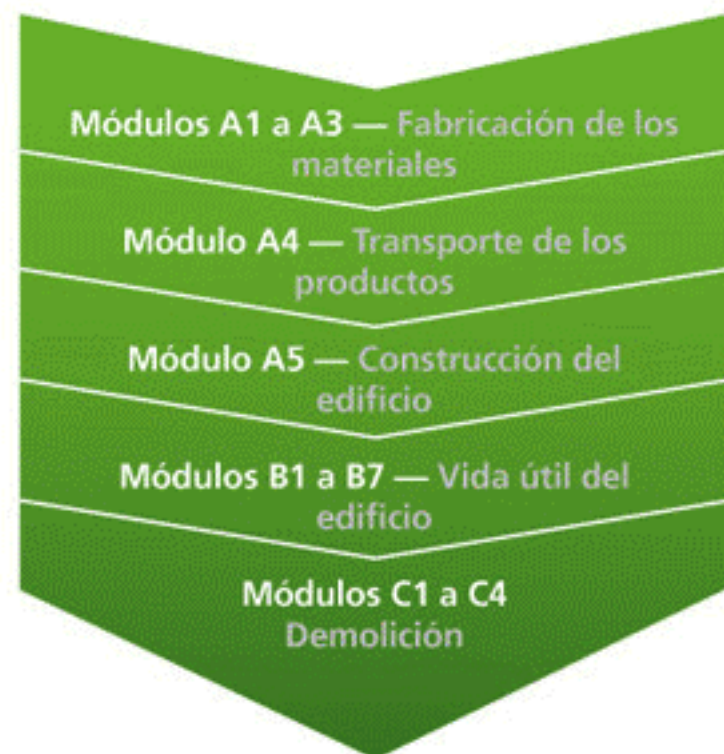 Módulos A1 a A3 — Fabricación de los
materiales
Módulo A4 — Transporte de los
productos
Módulo A5 — Construcción del
edificio
Módulos B1 a B7 — Vida útil del
edificio
Módulos C1 a C4
Demolición